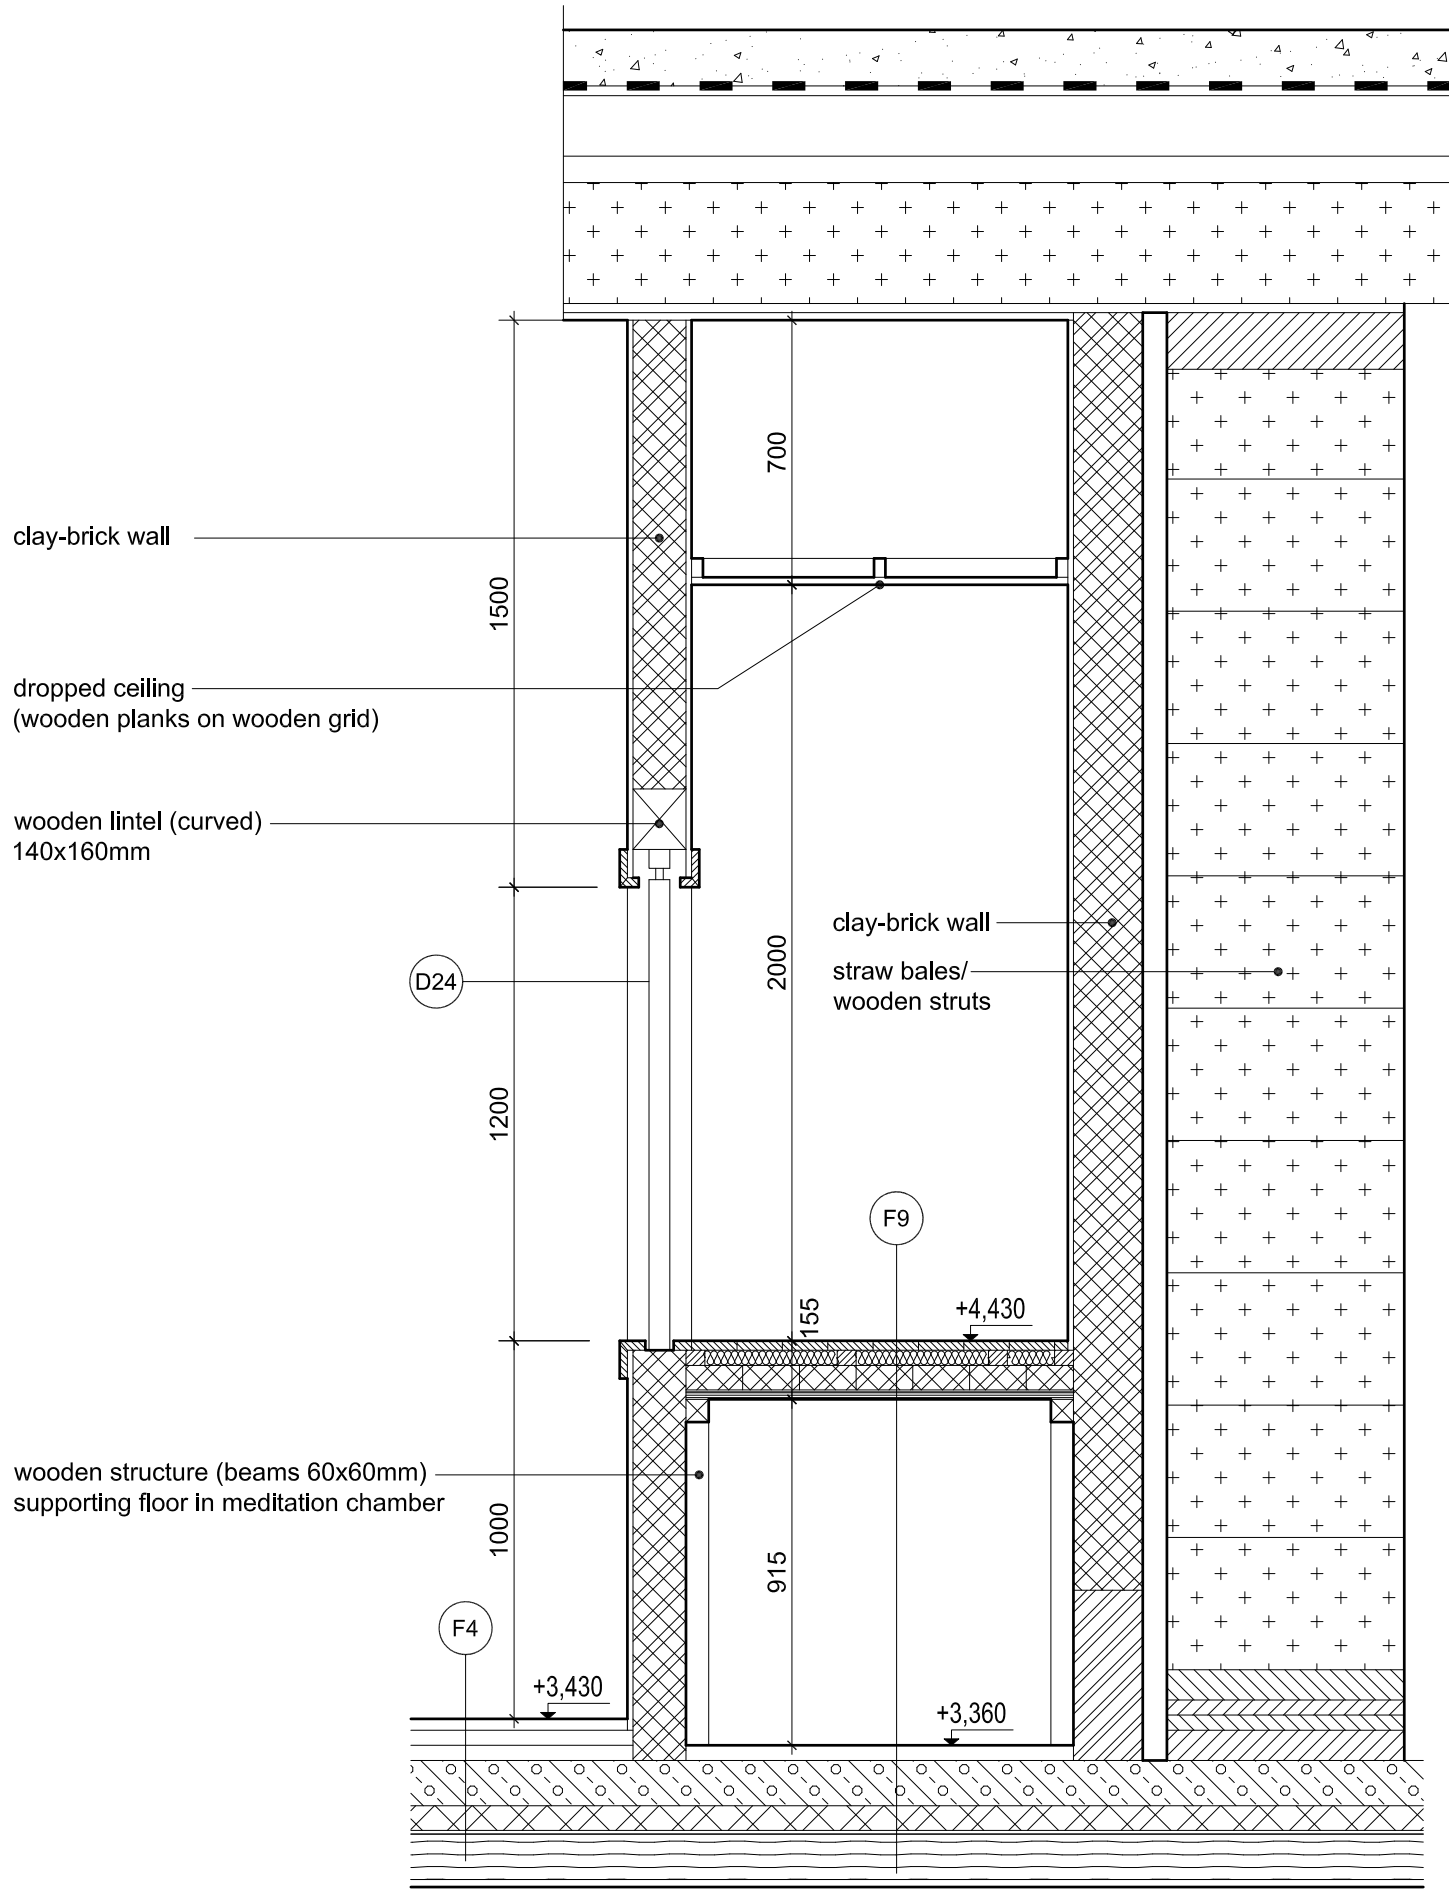 700
clay-brick wall
1500
dropped ceiling
(wooden planks on wooden grid)
wooden lintel (curved)
140x160mm
clay-brick wall
2000
D24
straw bales/
wooden struts
1200
F9
155
+4,430
wooden structure (beams 60x60mm)
supporting floor in meditation chamber
1000
915
F4
+3,430
+3,360